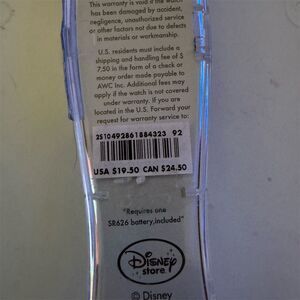 This warranty is void if the watch
has been damaged by accident,
negligence, unauthorized service
or other factors not due to defects
in materials or workmanship.
U.S. residents must include a
shipping and handling fee of $
7.50 in the form of a check or
money order made payable to
AWC Inc. Additional fees may
apply if the watch is not covered
under warranty. If you are
located in the U.S. Forward your
request for warranty service to:
2510492861884323 92
USA $19.50 CAN $24.50
"Requires one
SR626 battery,included"
Disney
store
© Disney